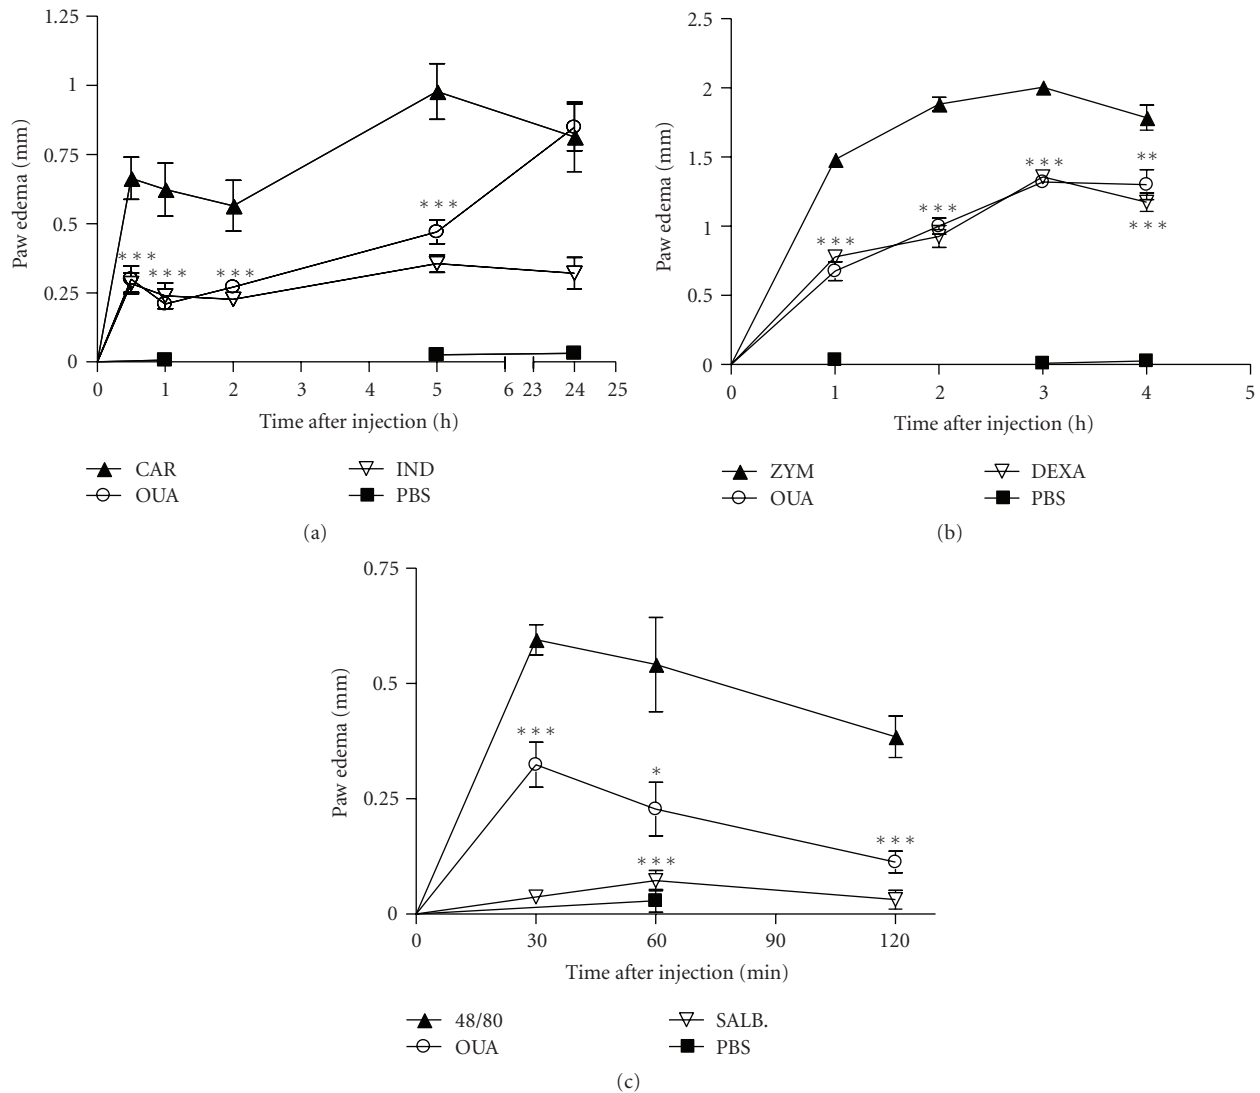 1.25
1
0.75
0.5
0.25
0
Paw edema (mm)
∗∗∗
∗∗∗ ∗∗∗ ∗∗∗
0 1 2 3 4 5 6 23 24 25
Time after injection (h)
CAR IND
OUA PBS
(a)
2.5
2
1.5
1
0.5
0
Paw edema (mm)
∗∗∗ ∗∗
∗∗∗ ∗∗∗
∗∗∗
0 1 2 3 4 5
Time after injection (h)
ZYM DEXA
OUA PBS
(b)
0.75
0.5
0.25
0
Paw edema (mm)
∗∗∗
∗
∗∗∗
∗∗∗
0 30 60 90 120
Time after injection (min)
48/80 SALB.
OUA PBS
(c)